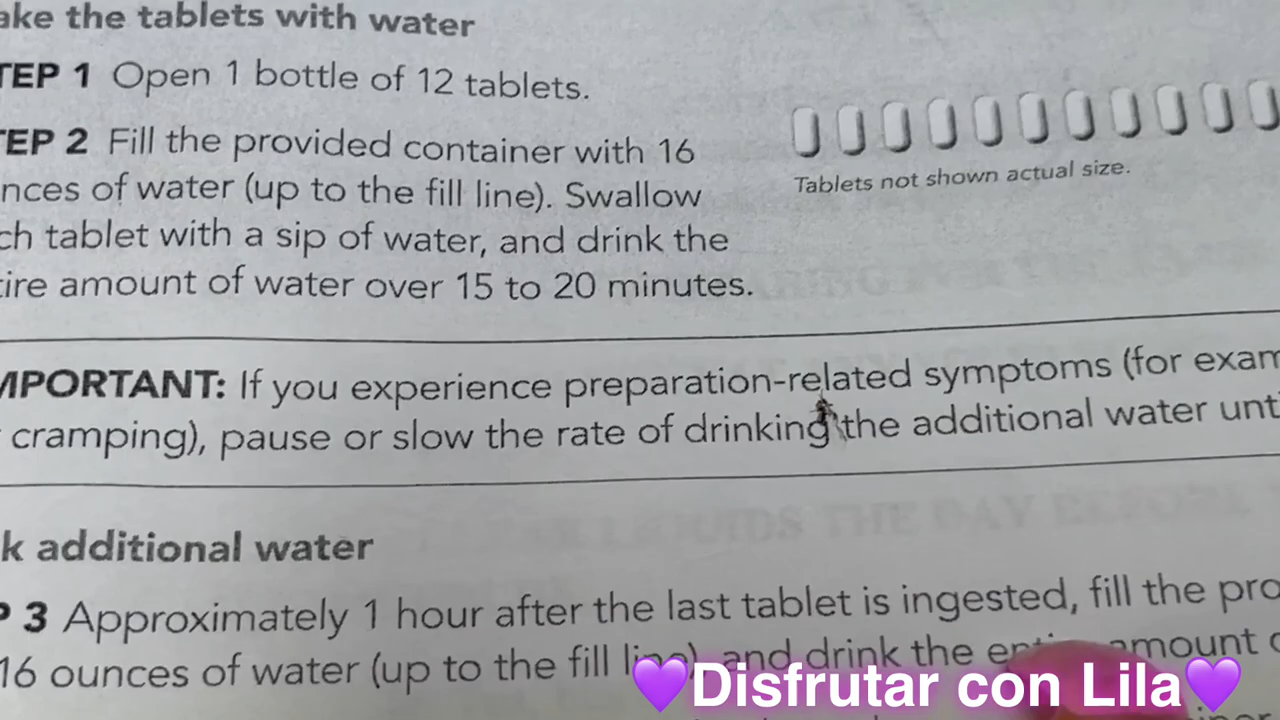 ake the tablets with water
TEP 1 Open 1 bottle of 12 tablets.
TEP 2 Fill the provided container with 16
nces of water (up to the fill line). Swallow
ch tablet with a sip of water, and drink the
tire amount of water over 15 to 20 minutes.
Tablets not shown actual size.
MPORTANT: If you experience preparation-related symptoms (for exam
cramping), pause or slow the rate of drinking the additional water unti
k additional water
P 3 Approximately 1 hour after the last tablet is ingested, fill the pro
16 ounces of water (up to the fill line), and drink the entire amount
💜Disfrutar con Lila💜